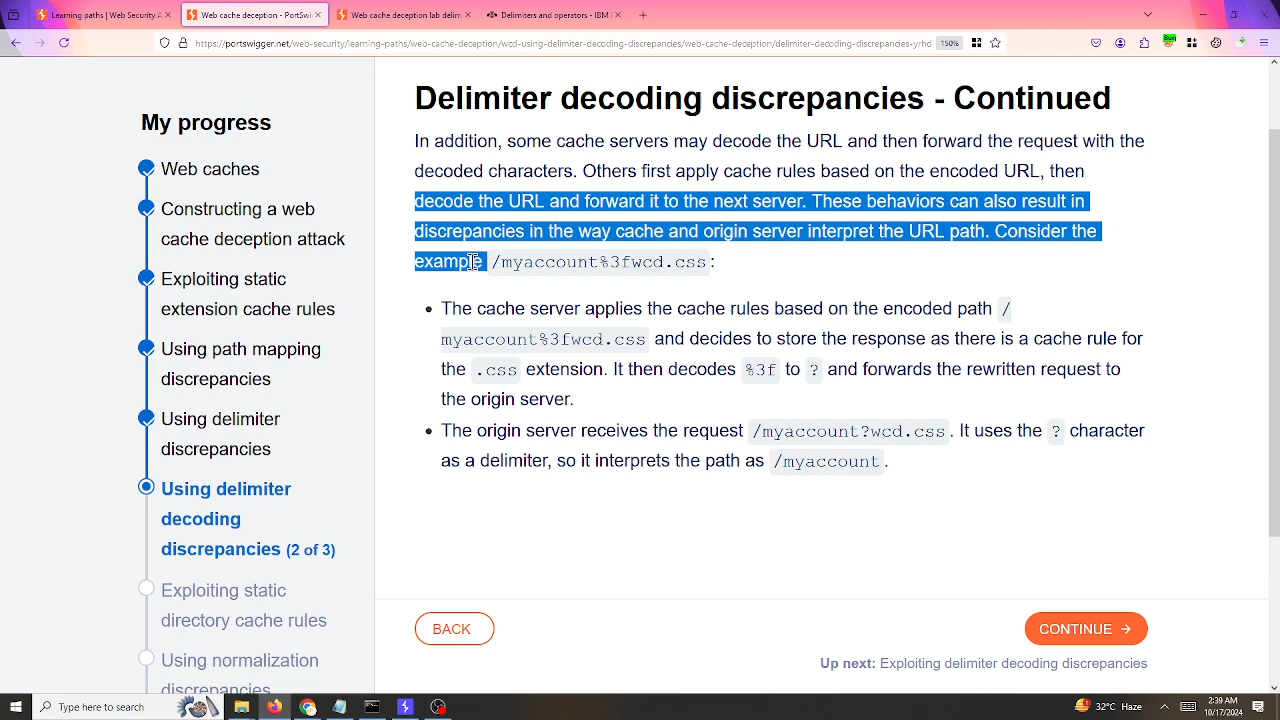 Learning paths | Web Security A
Web cache deception - PortSwi
Web cache deception lab delim
Delimiters and operators - IBM
https://portswigger.net/web-security/learning-paths/web-cache-deception/wcd-using-delimiter-decoding-discrepancies/web-cache-deception/delimiter-decoding-discrepancies-yrhd
150%
My progress
Web caches
Constructing a web
cache deception attack
Exploiting static
extension cache rules
Using path mapping
discrepancies
Using delimiter
discrepancies
Using delimiter
decoding
discrepancies (2 of 3)
Exploiting static
directory cache rules
Using normalization
discrepancies
Delimiter decoding discrepancies - Continued
In addition, some cache servers may decode the URL and then forward the request with the
decoded characters. Others first apply cache rules based on the encoded URL, then
decode the URL and forward it to the next server. These behaviors can also result in
discrepancies in the way cache and origin server interpret the URL path. Consider the
example /myaccount%3fwcd.css:
The cache server applies the cache rules based on the encoded path /
myaccount%3fwcd.css and decides to store the response as there is a cache rule for
the .css extension. It then decodes %3f to ? and forwards the rewritten request to
the origin server.
The origin server receives the request /myaccount?wcd.css. It uses the ? character
as a delimiter, so it interprets the path as /myaccount.
BACK
CONTINUE →
Up next: Exploiting delimiter decoding discrepancies
Type here to search
32°C Haze
2:39 AM
10/17/2024